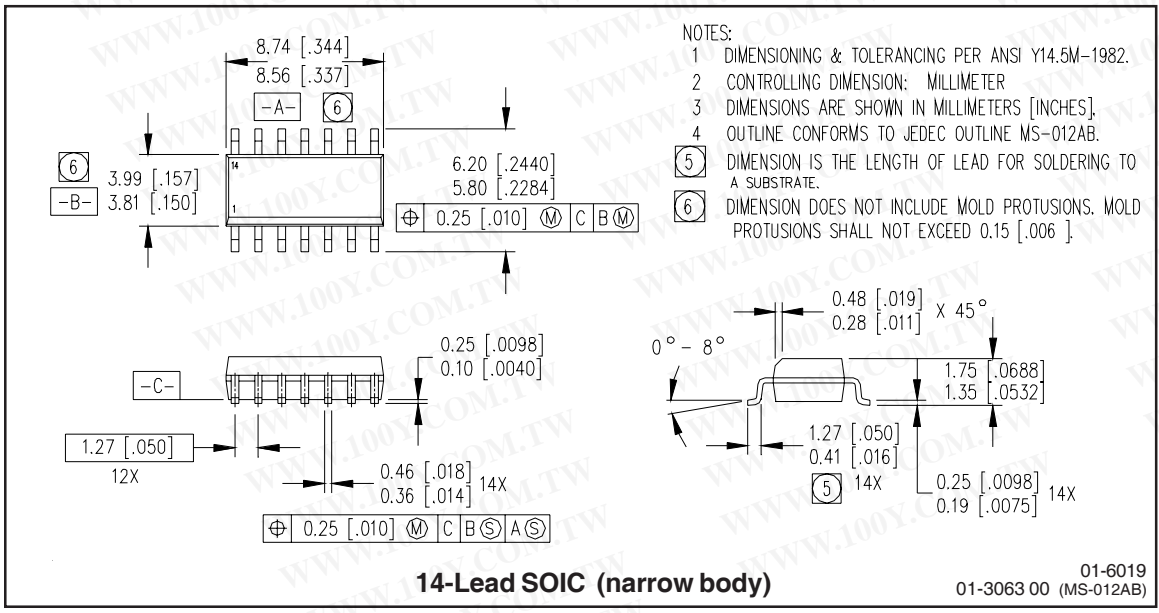 8.74 [.344]
8.56 [.337]
-A- 6
6
3.99 [.157]
-B- 3.81 [.150]
14
1
6.20 [.2440]
5.80 [.2284]
⌖ 0.25 [.010] Ⓜ C B Ⓜ
NOTES:
1 DIMENSIONING & TOLERANCING PER ANSI Y14.5M-1982.
2 CONTROLLING DIMENSION: MILLIMETER
3 DIMENSIONS ARE SHOWN IN MILLIMETERS [INCHES].
4 OUTLINE CONFORMS TO JEDEC OUTLINE MS-012AB.
5 DIMENSION IS THE LENGTH OF LEAD FOR SOLDERING TO
A SUBSTRATE.
6 DIMENSION DOES NOT INCLUDE MOLD PROTUSIONS. MOLD
PROTUSIONS SHALL NOT EXCEED 0.15 [.006 ].
-C-
0.25 [.0098]
0.10 [.0040]
1.27 [.050]
12X
0.46 [.018]
0.36 [.014] 14X
⌖ 0.25 [.010] Ⓜ C B Ⓢ A Ⓢ
0.48 [.019]
0.28 [.011] X 45°
0° - 8°
1.75 [.0688]
1.35 [.0532]
1.27 [.050]
0.41 [.016]
5 14X
0.25 [.0098]
0.19 [.0075] 14X
14-Lead SOIC (narrow body)
01-6019
01-3063 00 (MS-012AB)
WWW.100Y.COM.TW